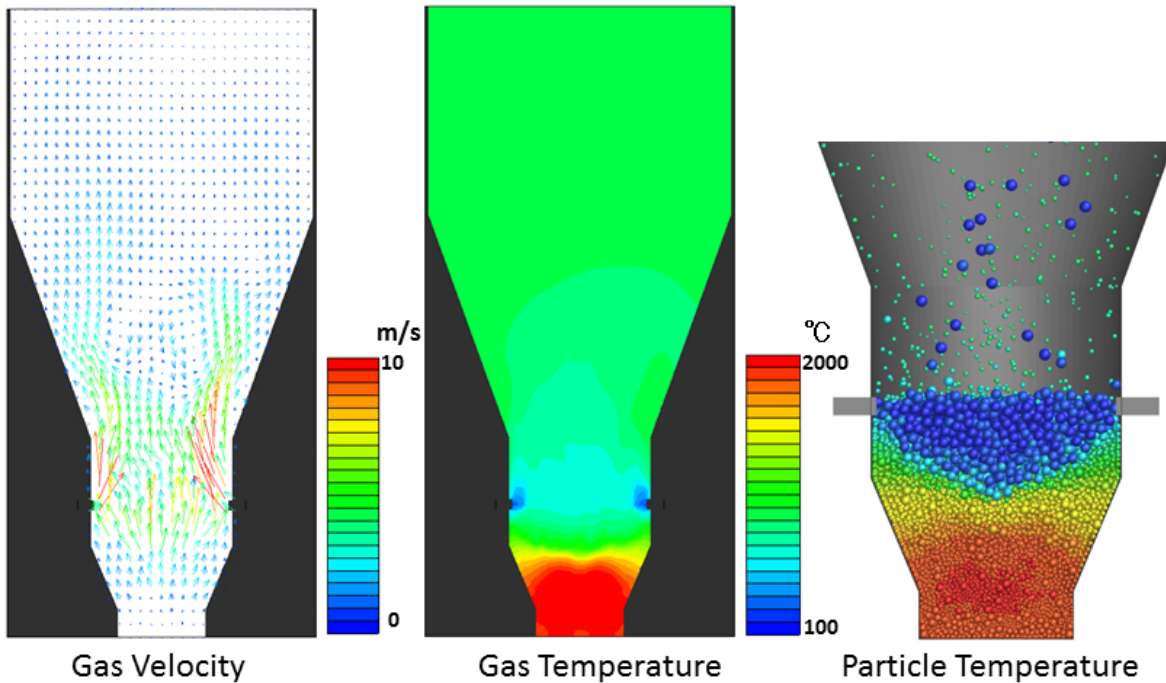 m/s
10
0
°C
2000
100
Gas Velocity
Gas Temperature
Particle Temperature